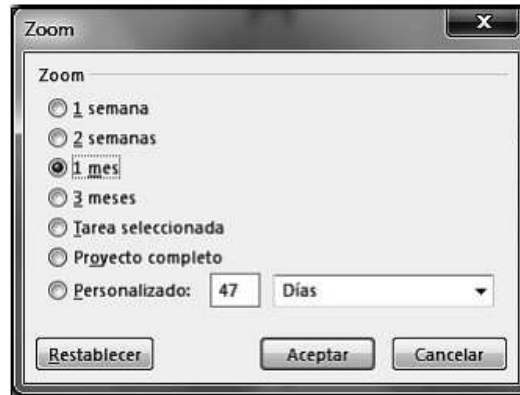 Zoom
Zoom
1 semana
2 semanas
1 mes
3 meses
Tarea seleccionada
Proyecto completo
Personalizado: 47 Días
Restablecer Aceptar Cancelar